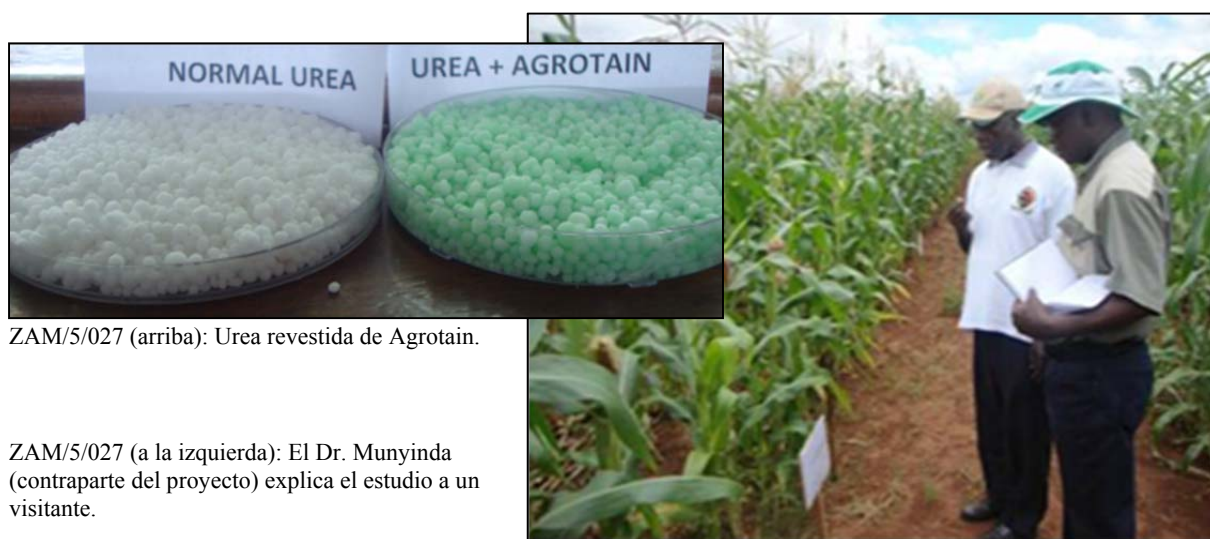 NORMAL UREA
UREA + AGROTAIN
ZAM/5/027 (arriba): Urea revestida de Agrotain.
ZAM/5/027 (a la izquierda): El Dr. Munyinda
(contraparte del proyecto) explica el estudio a un
visitante.